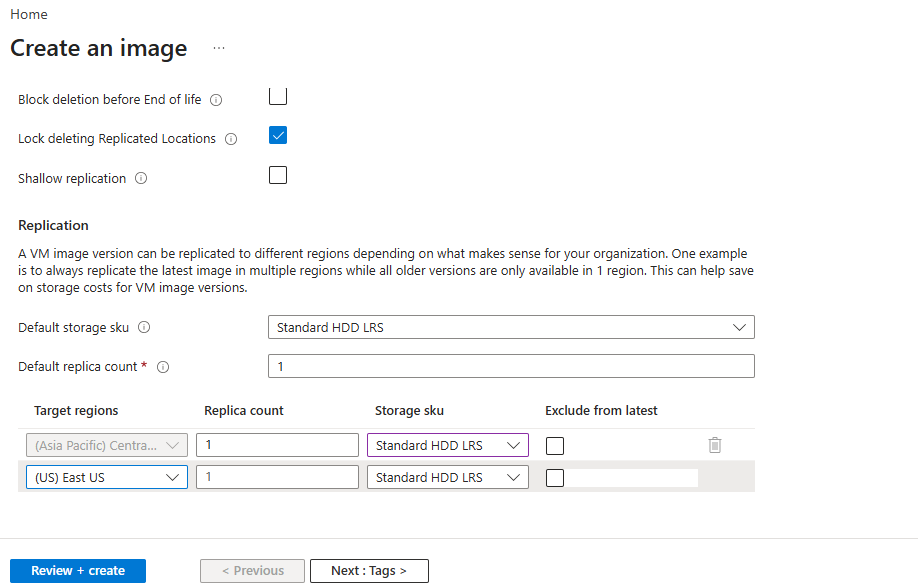 Home
Create an image ...
Block deletion before End of life
Lock deleting Replicated Locations
Shallow replication
Replication
A VM image version can be replicated to different regions depending on what makes sense for your organization. One example
is to always replicate the latest image in multiple regions while all older versions are only available in 1 region. This can help save
on storage costs for VM image versions.
Default storage sku Standard HDD LRS
Default replica count * 1
Target regions Replica count Storage sku Exclude from latest
(Asia Pacific) Centra... 1 Standard HDD LRS
(US) East US 1 Standard HDD LRS
Review + create < Previous Next : Tags >